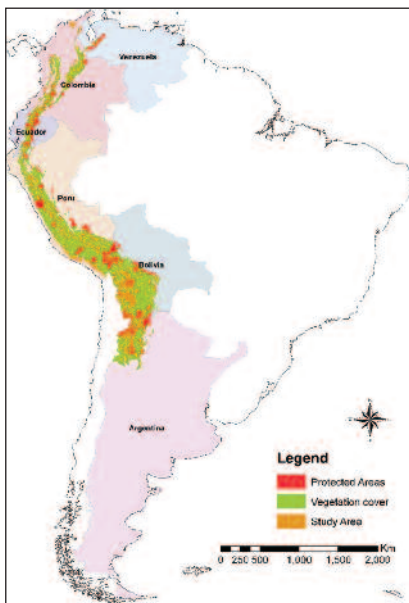 Venezuela
Colombia
Ecuador
Peru
Bolivia
Argentina
Legend
Protected Areas
Vegetation cover
Study Area
Km
0 250 500 1,000 1,500 2,000